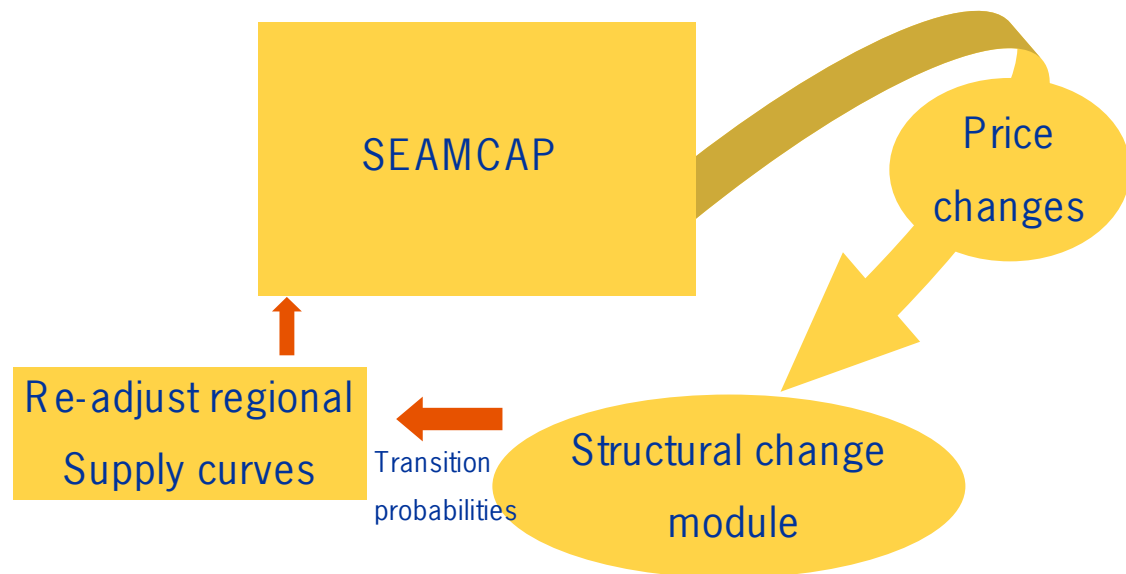 SEAMCAP
Price
changes
Re-adjust regional
Supply curves
Transition
probabilities
Structural change
module